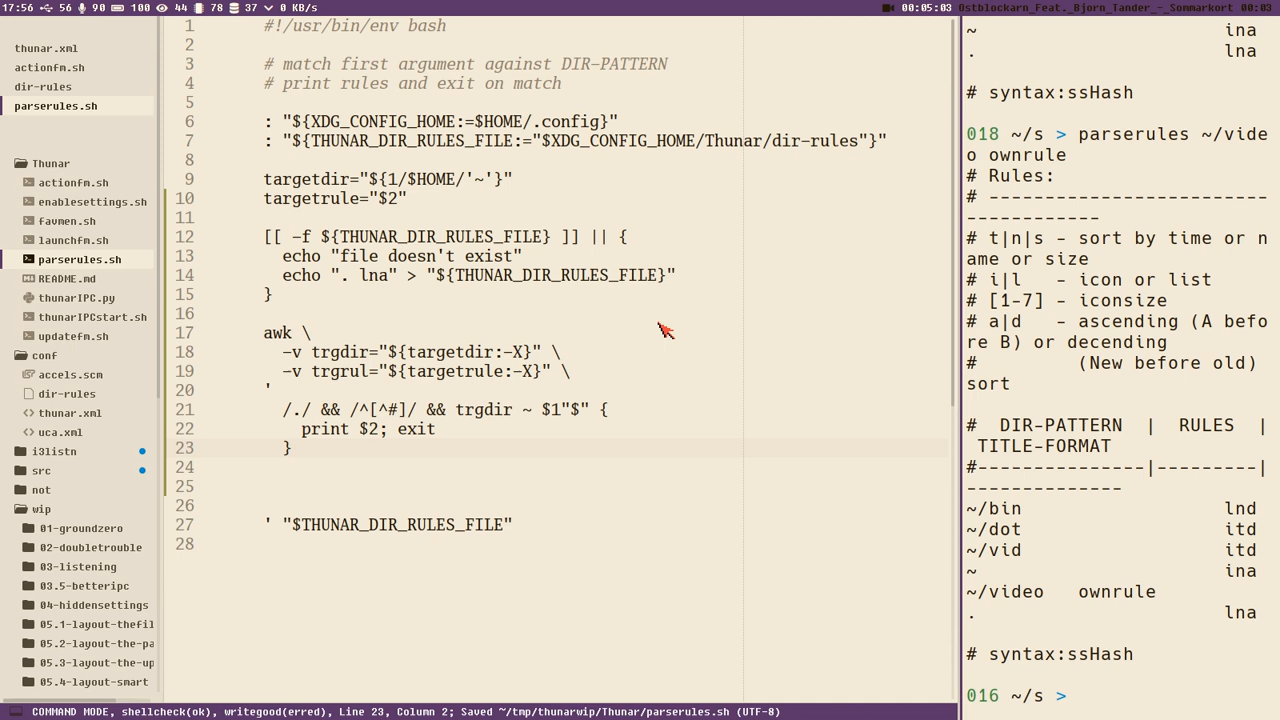 17:56 56 90 100 44 78 37 0 KB/s
00:05:03 Ostblockarn_Feat._Bjorn_Tander_-_Sommarkort 00:03
thunar.xml
actionfm.sh
dir-rules
parserules.sh
Thunar
actionfm.sh
enablesettings.sh
favmen.sh
launchfm.sh
parserules.sh
README.md
thunarIPC.py
thunarIPCstart.sh
updatefm.sh
conf
accels.scm
dir-rules
thunar.xml
uca.xml
i3listn
src
not
wip
01-groundzero
02-doubletrouble
03-listening
03.5-betteripc
04-hiddensettings
05.1-layout-thefil
05.2-layout-the-pa
05.3-layout-the-up
05.4-layout-smart
1 #!/usr/bin/env bash
2
3 # match first argument against DIR-PATTERN
4 # print rules and exit on match
5
6 : "${XDG_CONFIG_HOME:=$HOME/.config}"
7 : "${THUNAR_DIR_RULES_FILE:="$XDG_CONFIG_HOME/Thunar/dir-rules"}"
8
9 targetdir="${1/$HOME/'~'}"
10 targetrule="$2"
11
12 [[ -f ${THUNAR_DIR_RULES_FILE} ]] || {
13   echo "file doesn't exist"
14   echo ". lna" > "${THUNAR_DIR_RULES_FILE}"
15 }
16
17 awk \
18   -v trgdir="${targetdir:-X}" \
19   -v trgrul="${targetrule:-X}" \
20 '
21   /./ && /^[^#]/ && trgdir ~ $1"$" {
22     print $2; exit
23   }
24
25
26
27 ' "$THUNAR_DIR_RULES_FILE"
28
~ ina
. lna
# syntax:ssHash
018 ~/s > parserules ~/vide
o ownrule
# Rules:
# --------------------------
-------------
# t|n|s - sort by time or n
ame or size
# i|l   - icon or list
# [1-7] - iconsize
# a|d   - ascending (A befo
re B) or decending
#         (New before old)
sort
#  DIR-PATTERN  |  RULES  |
 TITLE-FORMAT
#---------------|---------|
---------------
~/bin lnd
~/dot itd
~/vid itd
~ ina
~/video   ownrule
. lna
# syntax:ssHash
016 ~/s >
COMMAND MODE, shellcheck(ok), writegood(erred), Line 23, Column 2; Saved ~/tmp/thunarwip/Thunar/parserules.sh (UTF-8)